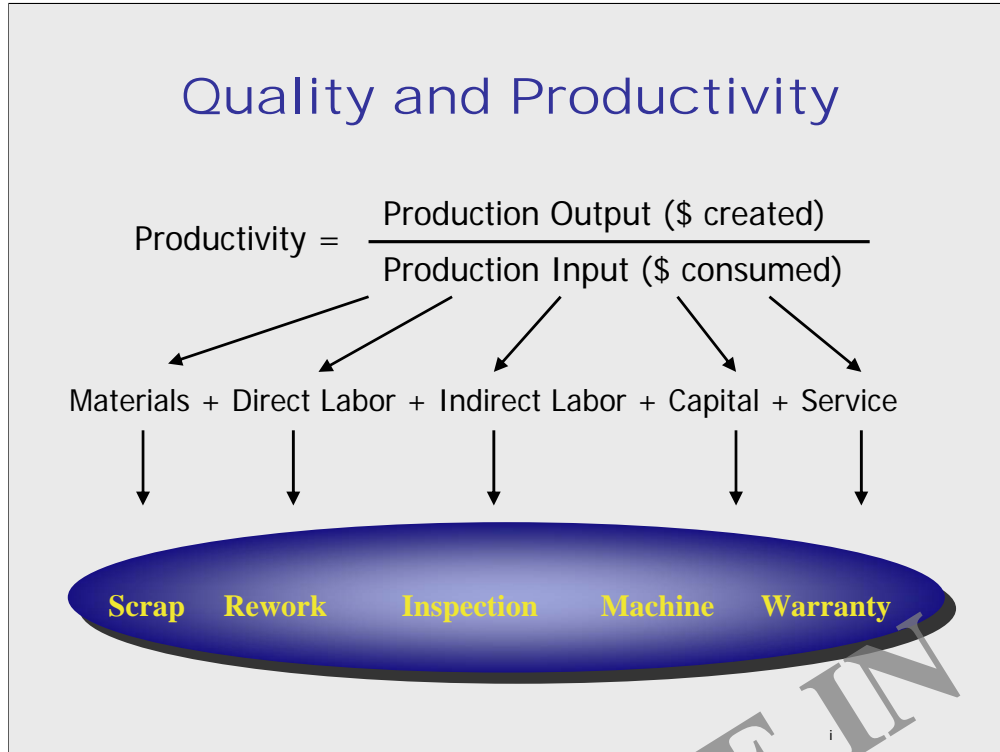 Quality and Productivity
Production Output ($ created)
Productivity =
Production Input ($ consumed)
Materials + Direct Labor + Indirect Labor + Capital + Service
Scrap Rework Inspection Machine Warranty
i